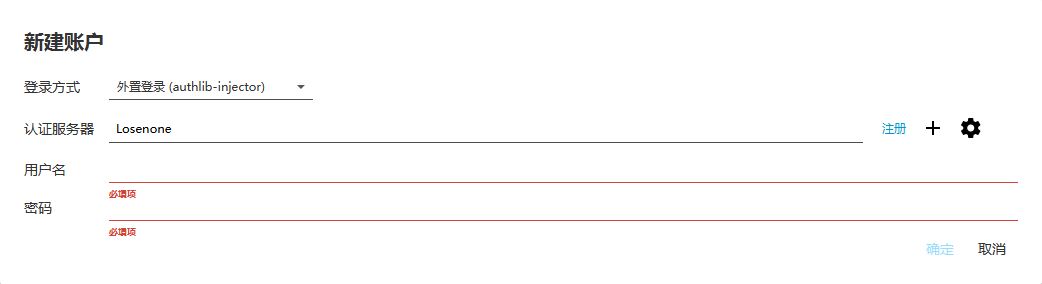 新建账户
登录方式 外置登录 (authlib-injector)
认证服务器 Losenone 注册
用户名
必填项
密码
必填项
确定 取消